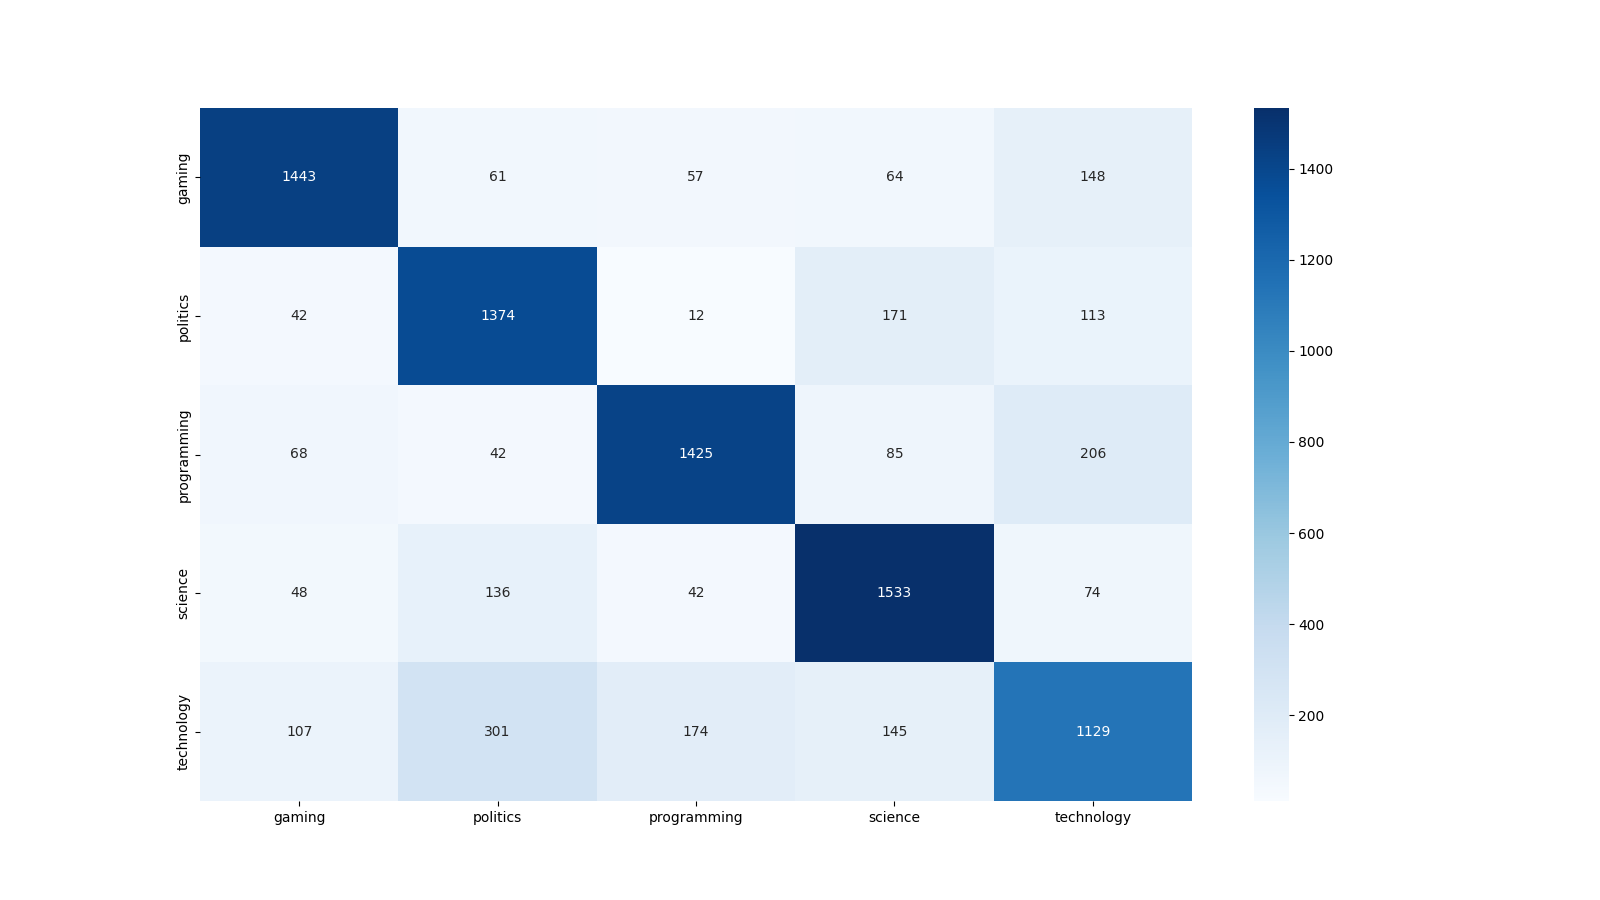 gaming 1443 61 57 64 148
politics 42 1374 12 171 113
programming 68 42 1425 85 206
science 48 136 42 1533 74
technology 107 301 174 145 1129
gaming politics programming science technology
1400
1200
1000
800
600
400
200